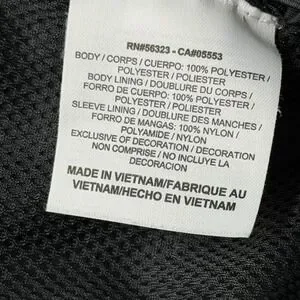 RN#56323 - CA#05553
BODY / CORPS / CUERPO: 100% POLYESTER /
POLYESTER / POLIESTER
BODY LINING / DOUBLURE DU CORPS /
FORRO DE CUERPO: 100% POLYESTER /
POLYESTER / POLIESTER
SLEEVE LINING / DOUBLURE DES MANCHES /
FORRO DE MANGAS: 100% NYLON /
POLYAMIDE / NYLON
EXCLUSIVE OF DECORATION / DECORATION
NON COMPRISE / NO INCLUYE LA
DECORACION
MADE IN VIETNAM/FABRIQUE AU
VIETNAM/HECHO EN VIETNAM